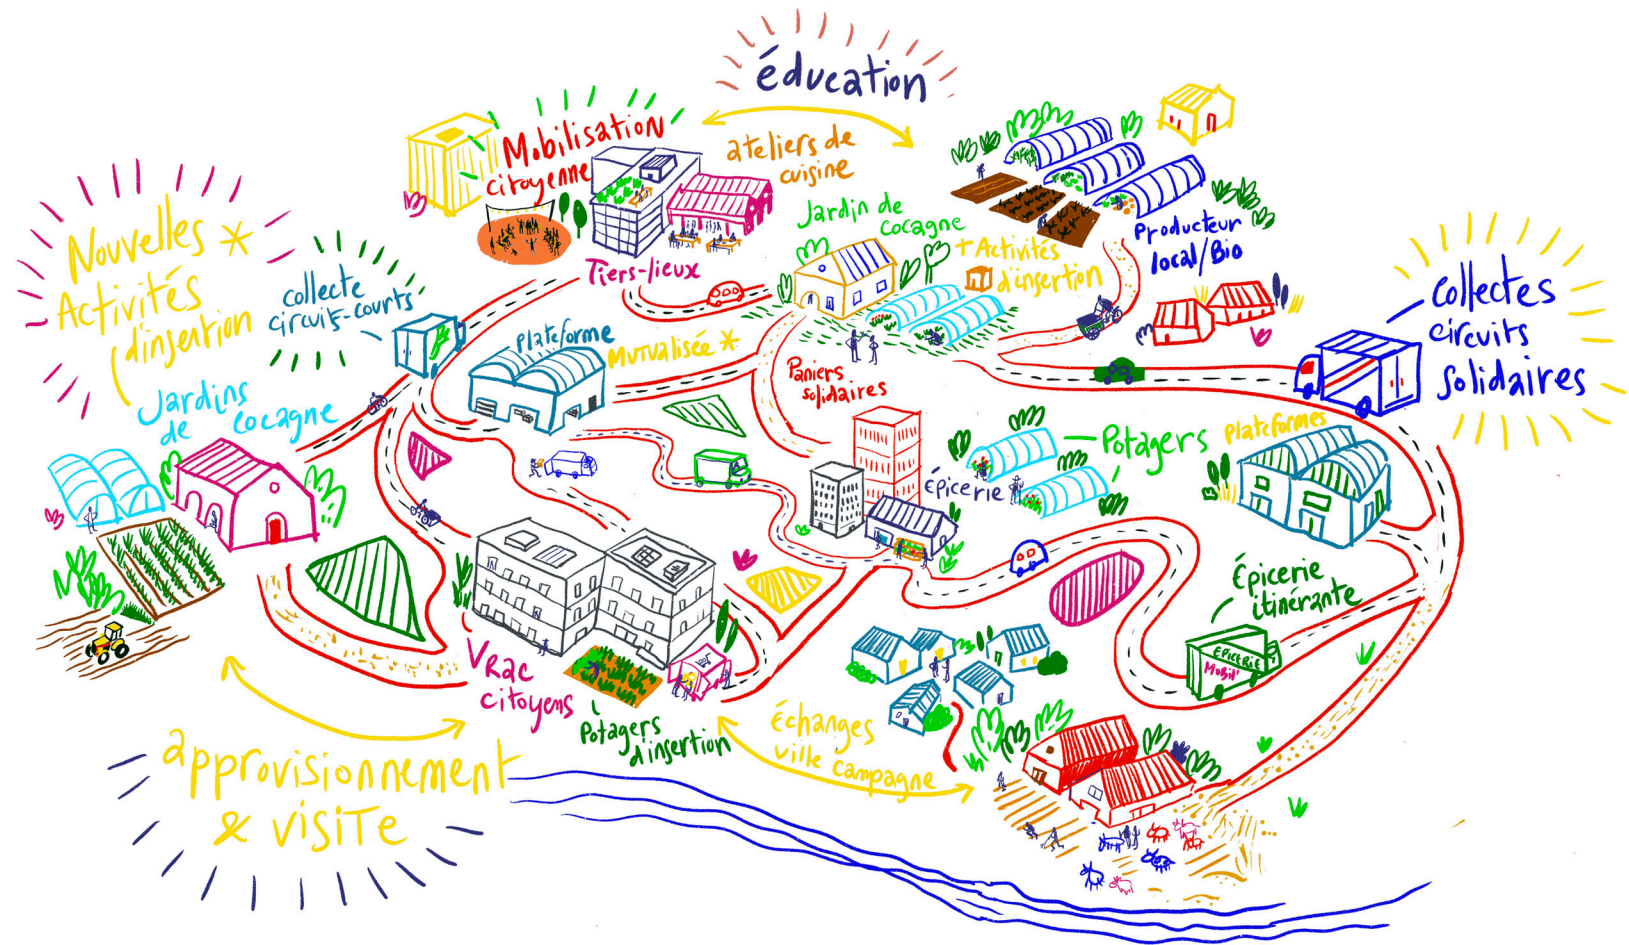 éducation
Mobilisation
citoyenne
ateliers de
cuisine
Tiers-lieux
Jardin de
cocagne
+ Activités
d'insertion
Producteur
local/Bio
Collectes
circuits
solidaires
Nouvelles *
Activités
d'insertion
collecte
circuit-courts
Jardins
de cocagne
Plateforme
Mutualisée *
Paniers
solidaires
épicerie
Potagers
Plateformes
Épicerie
itinérante
EPICERIE
Mobil'
Vrac
citoyens
Potagers
d'insertion
Échanges
ville campagne
approvisionnement
& visite